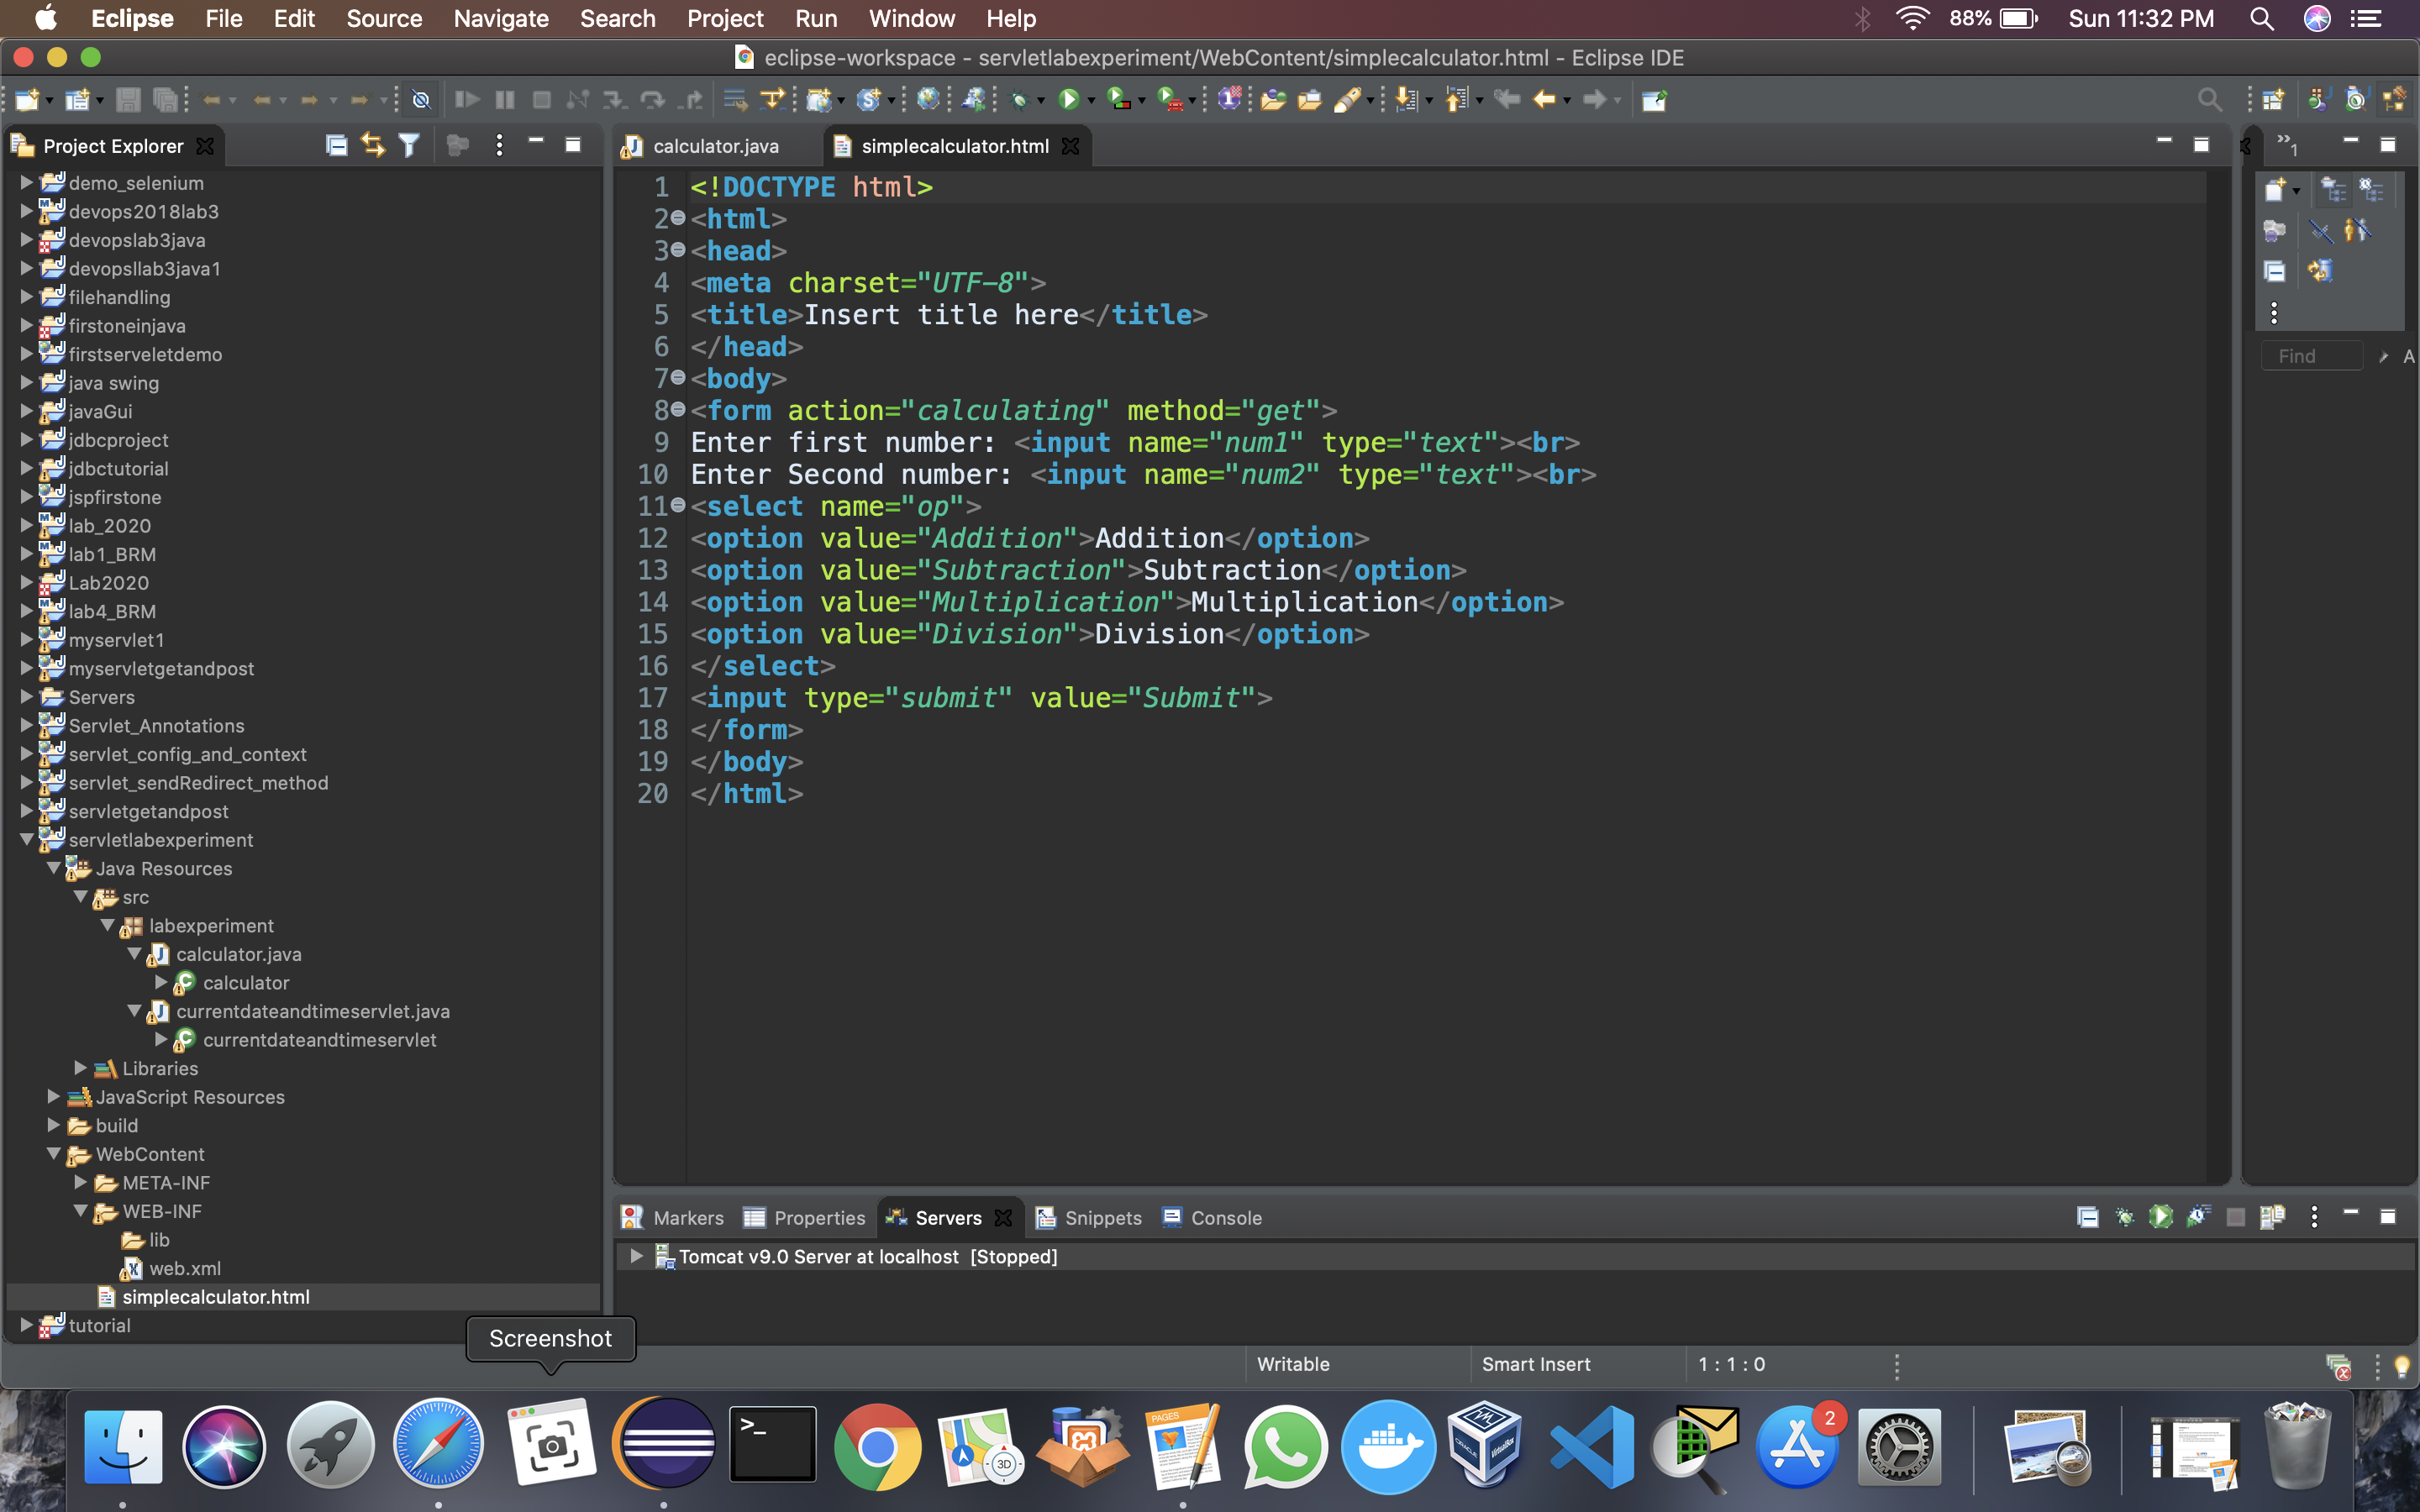 Eclipse File Edit Source Navigate Search Project Run Window Help 88% Sun 11:32 PM
eclipse-workspace - servletlabexperiment/WebContent/simplecalculator.html - Eclipse IDE
Project Explorer
demo_selenium
devops2018lab3
devopslab3java
devopsllab3java1
filehandling
firstoneinjava
firstserveletdemo
java swing
javaGui
jdbcproject
jdbctutorial
jspfirstone
lab_2020
lab1_BRM
Lab2020
lab4_BRM
myservlet1
myservletgetandpost
Servers
Servlet_Annotations
servlet_config_and_context
servlet_sendRedirect_method
servletgetandpost
servletlabexperiment
Java Resources
src
labexperiment
calculator.java
calculator
currentdateandtimeservlet.java
currentdateandtimeservlet
Libraries
JavaScript Resources
build
WebContent
META-INF
WEB-INF
lib
web.xml
simplecalculator.html
tutorial
calculator.java simplecalculator.html
1 <!DOCTYPE html>
2 <html>
3 <head>
4 <meta charset="UTF-8">
5 <title>Insert title here</title>
6 </head>
7 <body>
8 <form action="calculating" method="get">
9 Enter first number: <input name="num1" type="text"><br>
10 Enter Second number: <input name="num2" type="text"><br>
11 <select name="op">
12 <option value="Addition">Addition</option>
13 <option value="Subtraction">Subtraction</option>
14 <option value="Multiplication">Multiplication</option>
15 <option value="Division">Division</option>
16 </select>
17 <input type="submit" value="Submit">
18 </form>
19 </body>
20 </html>
»1
Find A
Markers Properties Servers Snippets Console
Tomcat v9.0 Server at localhost [Stopped]
Screenshot
Writable Smart Insert 1 : 1 : 0
>_
3D
PAGES
2